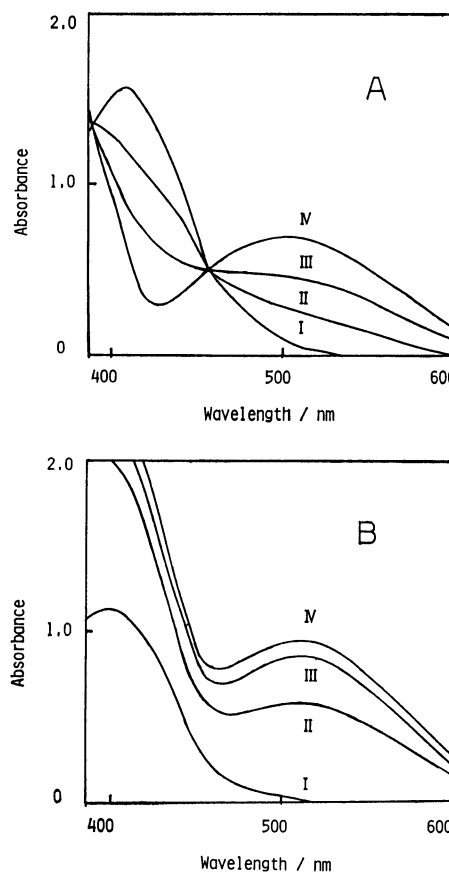 2.0
A
Absorbance
1.0
IV
III
II
I
0
400
500
600
Wavelength / nm
2.0
B
Absorbance
1.0
IV
III
II
I
0
400
500
600
Wavelength / nm